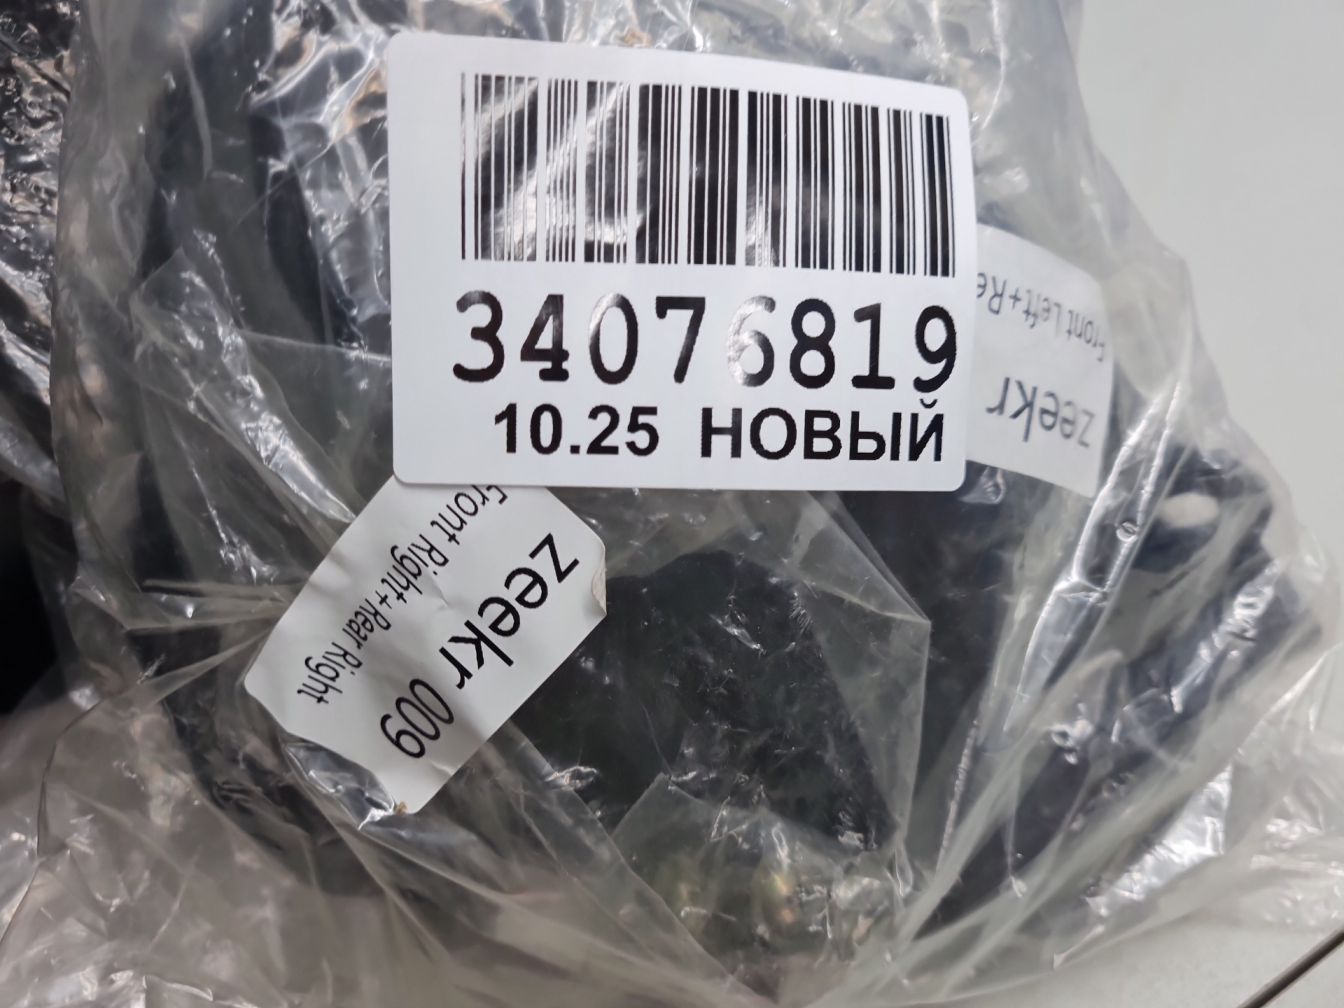 34076819
10.25 НОВЫЙ
zeekr
Front Left+Re
zeekr 009
Front Right+Rear Right